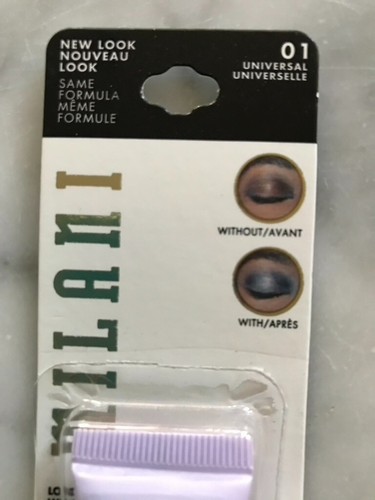 NEW LOOK
NOUVEAU
LOOK
SAME
FORMULA
MÊME
FORMULE
01
UNIVERSAL
UNIVERSELLE
MILANI
WITHOUT/AVANT
WITH/APRÈS